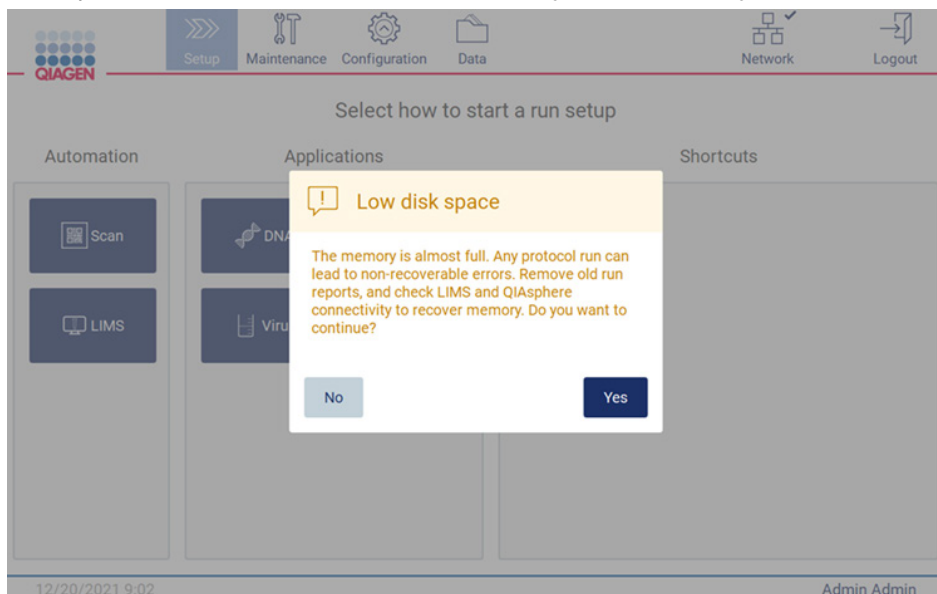 QIAGEN
Setup
Maintenance
Configuration
Data
Network
Logout
Select how to start a run setup
Automation
Applications
Shortcuts
Scan
LIMS
DNA
Viru
Low disk space
The memory is almost full. Any protocol run can
lead to non-recoverable errors. Remove old run
reports, and check LIMS and QIAsphere
connectivity to recover memory. Do you want to
continue?
No
Yes
12/20/2021 9:02
Admin Admin